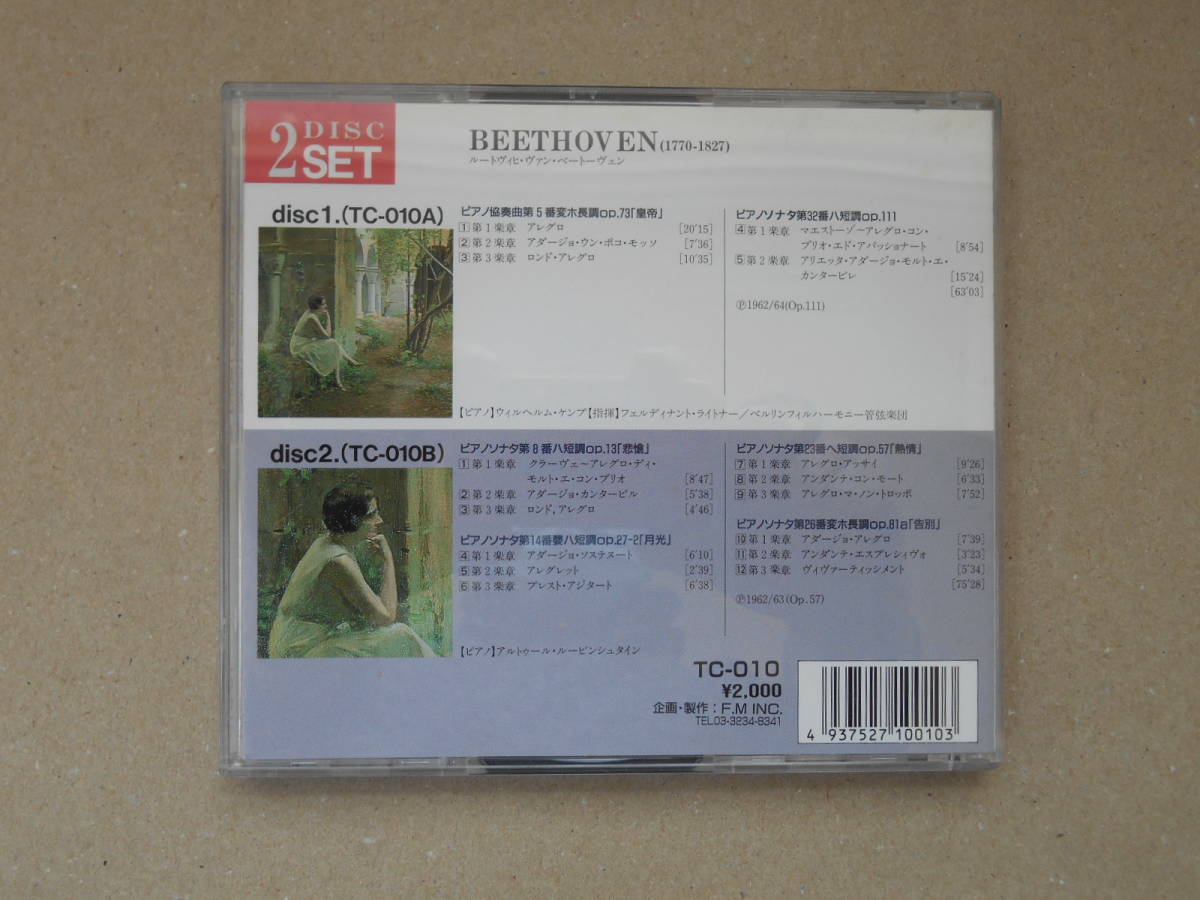 2 DISC
SET
BEETHOVEN(1770-1827)
ルートヴィヒ・ヴァン・ベートーヴェン
disc1.(TC-010A)
ピアノ協奏曲第5番変ホ長調op.73「皇帝」
1 第1楽章 アレグロ [20'15]
2 第2楽章 アダージョ・ウン・ポコ・モッソ [7'36]
3 第3楽章 ロンド・アレグロ [10'35]
ピアノソナタ第32番ハ短調op.111
4 第1楽章 マエストーゾ〜アレグロ・コン・
ブリオ・エド・アパッショナート [8'54]
5 第2楽章 アリエッタ・アダージョ・モルト・エ・
カンタービレ [15'24]
[63'03]
℗1962/64(Op.111)
【ピアノ】ウィルヘルム・ケンプ【指揮】フェルディナント・ライトナー/ベルリンフィルハーモニー管弦楽団
disc2.(TC-010B)
ピアノソナタ第8番ハ短調op.13「悲愴」
1 第1楽章 クラーヴェ〜アレグロ・ディ・
モルト・エ・コン・ブリオ [8'47]
2 第2楽章 アダージョ・カンタービル [5'38]
3 第3楽章 ロンド,アレグロ [4'46]
ピアノソナタ第14番嬰ハ短調op.27-2「月光」
4 第1楽章 アダージョ・ソステヌート [6'10]
5 第2楽章 アレグレット [2'39]
6 第3楽章 プレスト・アジタート [6'38]
ピアノソナタ第23番ヘ短調op.57「熱情」
7 第1楽章 アレグロ・アッサイ [9'26]
8 第2楽章 アンダンテ・コン・モート [6'33]
9 第3楽章 アレグロ・マ・ノン・トロッポ [7'52]
ピアノソナタ第26番変ホ長調op.81a「告別」
10 第1楽章 アダージョ・アレグロ [7'39]
11 第2楽章 アンダンテ・エスプレシィヴォ [3'23]
12 第3楽章 ヴィヴァーティッシメント [5'34]
[75'28]
℗1962/63(Op.57)
【ピアノ】アルトゥール・ルービンシュタイン
TC-010
¥2,000
企画・製作:F.M INC.
TEL03-3234-8341
4 937527 100103